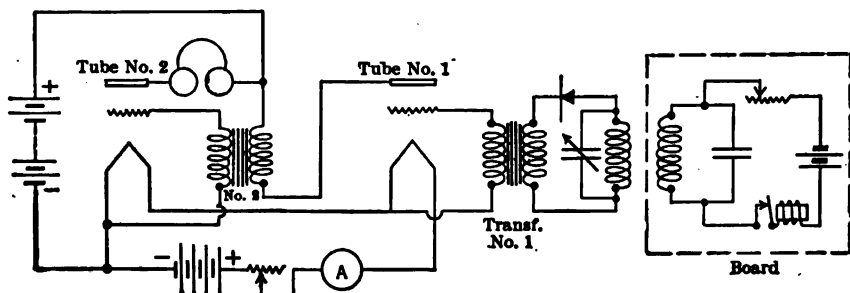 Tube No. 2
Tube No. 1
+
-
No. 2
Transf.
No. 1
- +
A
Board